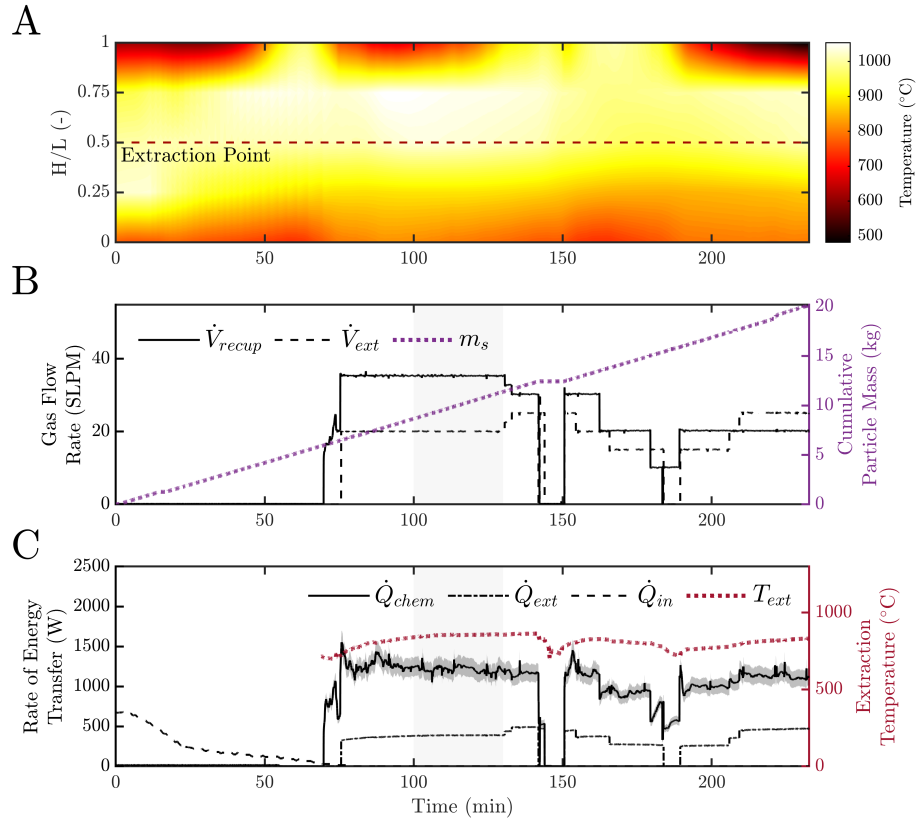 A
1
0.75
0.5
0.25
0
H/L (-)
Extraction Point
0 50 100 150 200
1000
900
800
700
600
500
Temperature (°C)
B
V̇recup V̇ext ms
40
20
0
Gas Flow
Rate (SLPM)
20
15
10
5
0
Cumulative
Particle Mass (kg)
0 50 100 150 200
C
Q̇chem Q̇ext Q̇in Text
2500
2000
1500
1000
500
0
Rate of Energy
Transfer (W)
1000
500
0
Extraction
Temperature (°C)
0 50 100 150 200
Time (min)